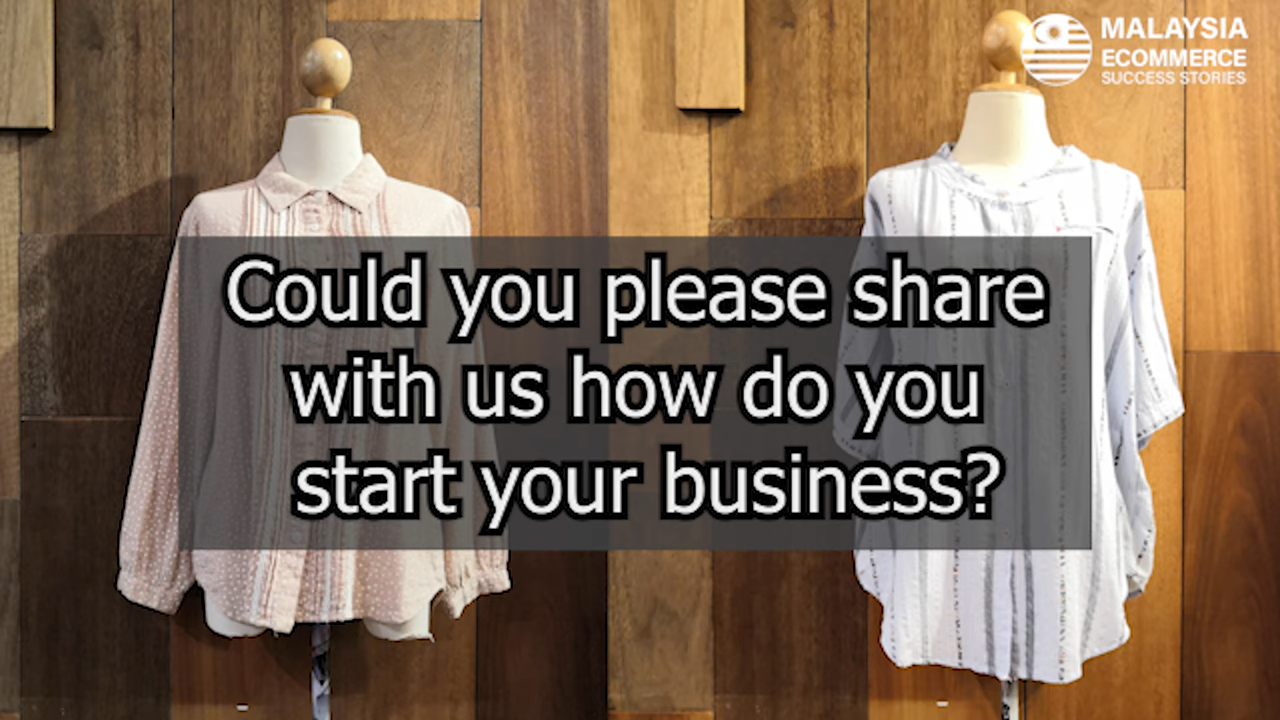 MALAYSIA
ECOMMERCE
SUCCESS STORIES
Could you please share
with us how do you
start your business?